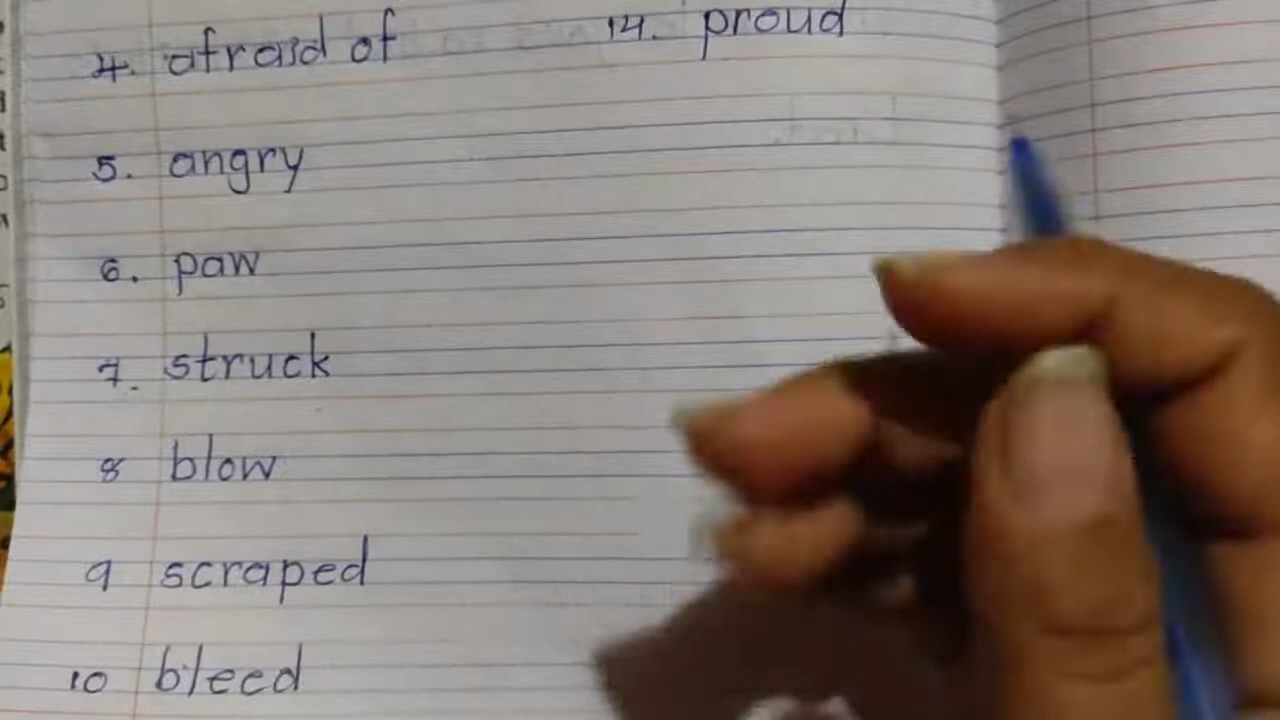 4. afraid of 14. proud
5. angry
6. paw
7. struck
8 blow
9 scraped
10 bleed